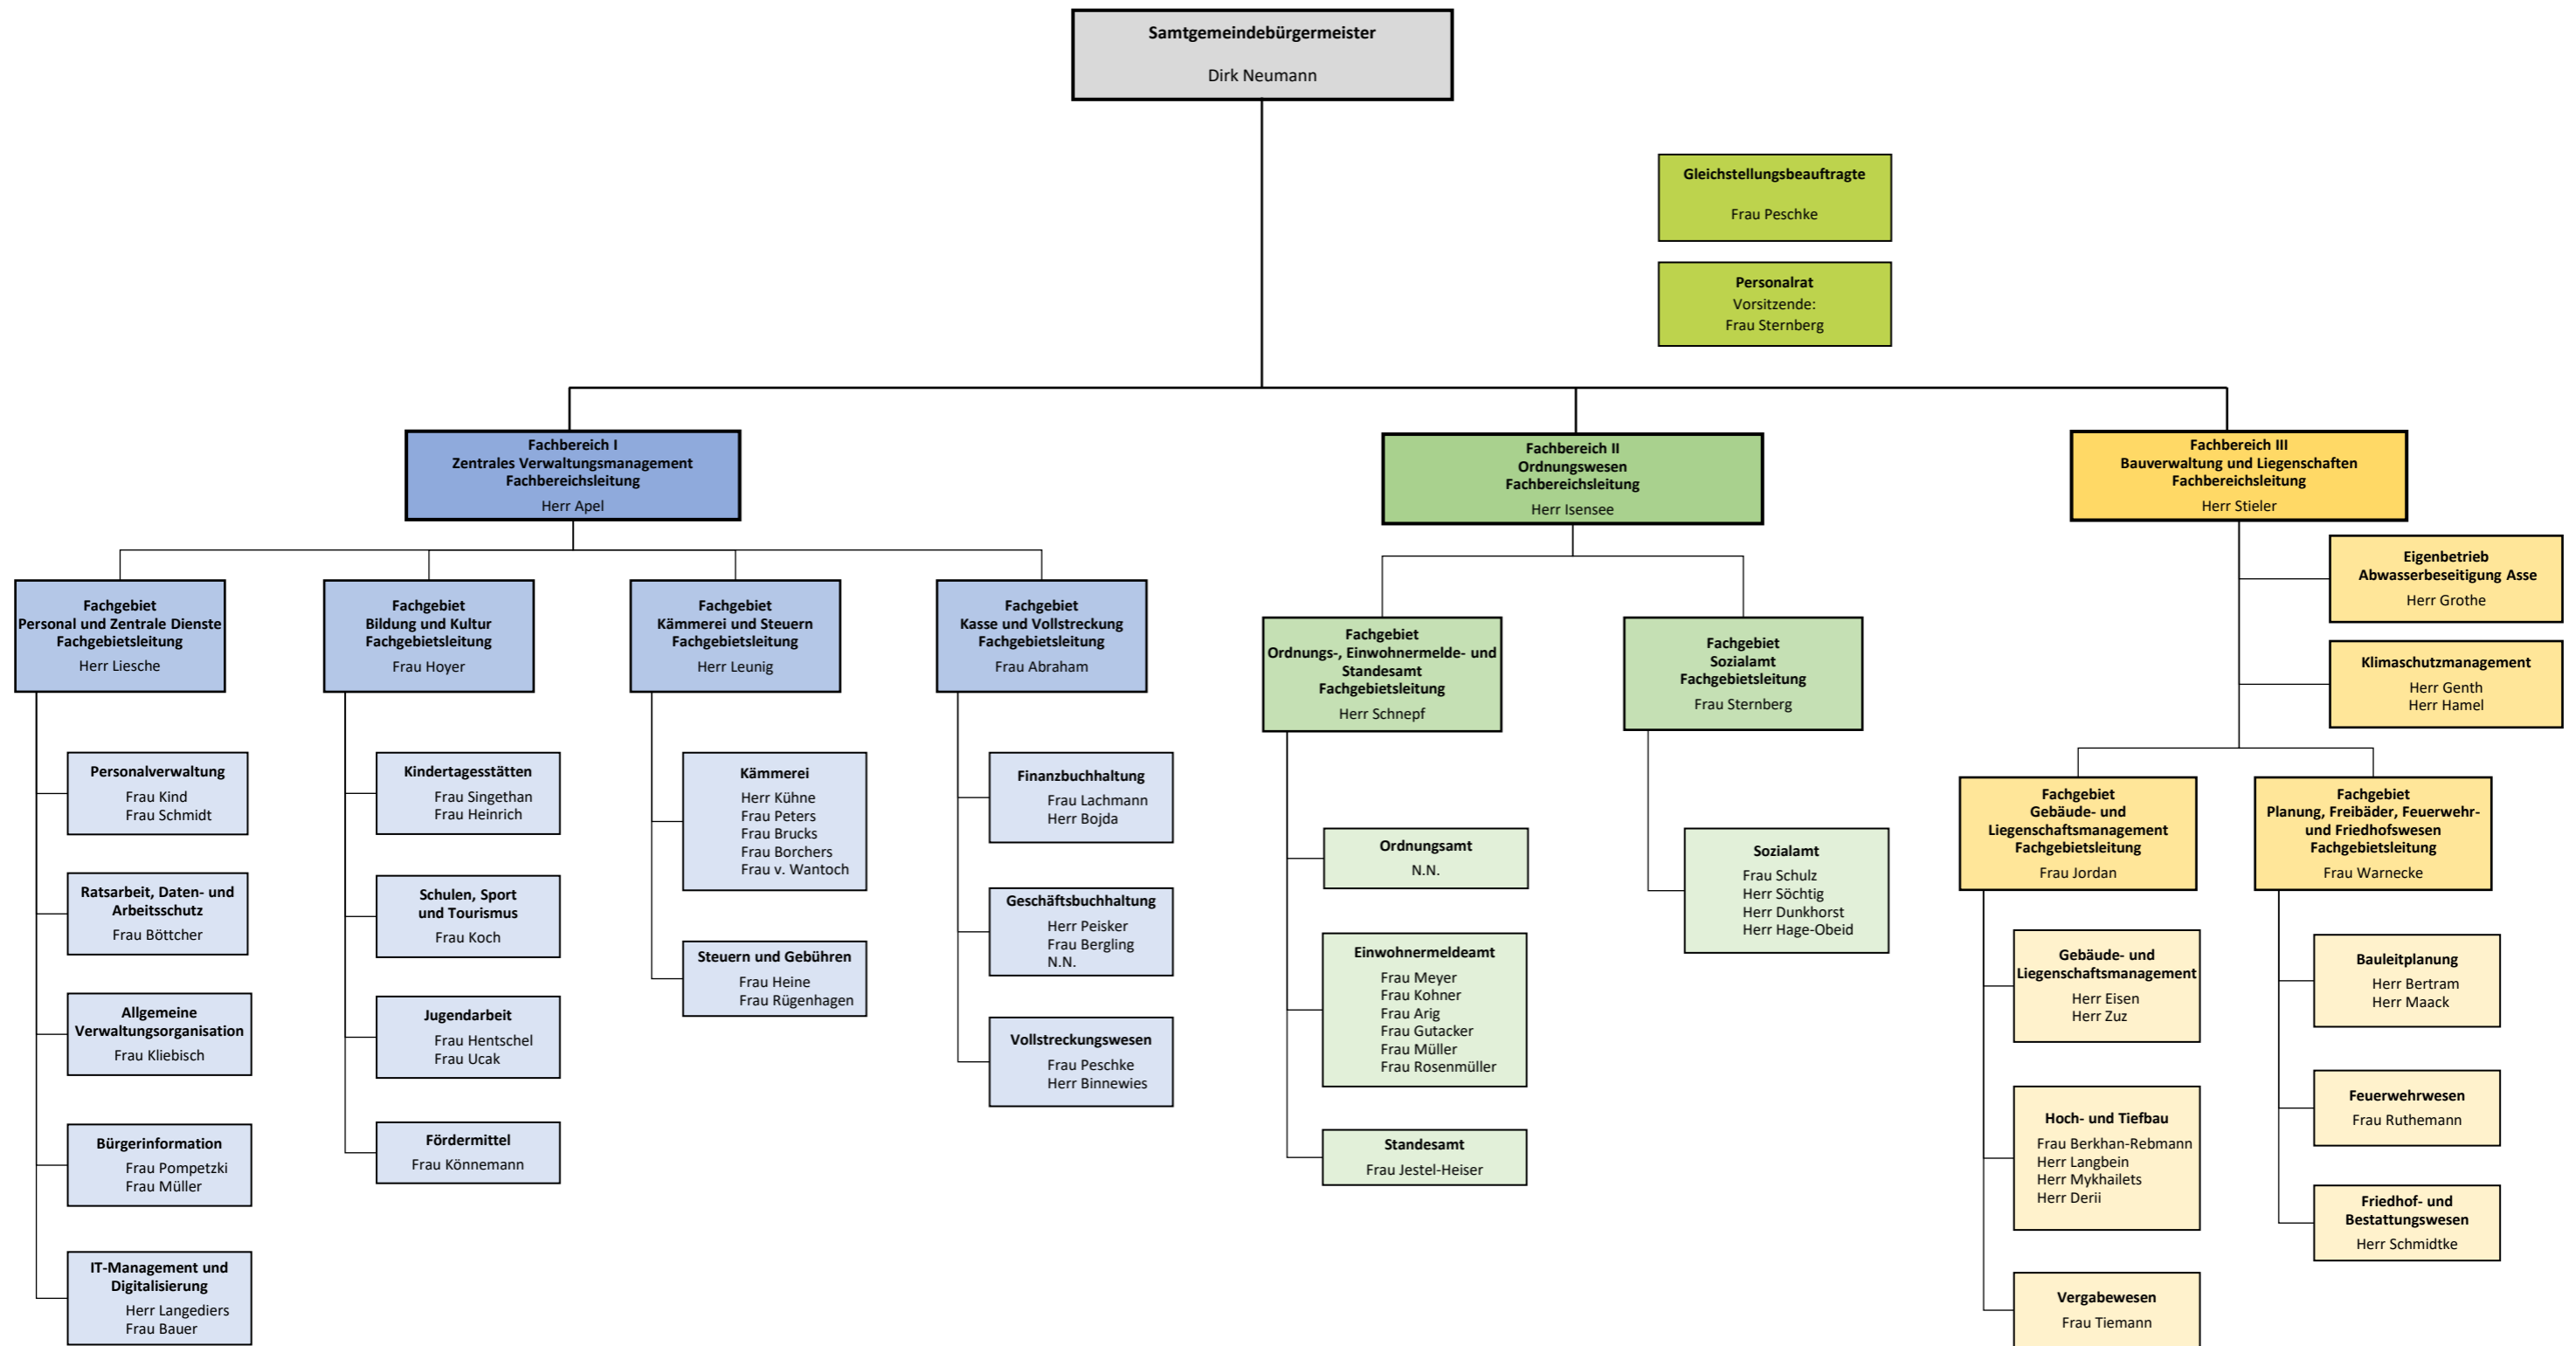 Samtgemeindebürgermeister
Dirk Neumann
Gleichstellungsbeauftragte
Frau Peschke
Personalrat
Vorsitzende:
Frau Sternberg
Fachbereich I
Zentrales Verwaltungsmanagement
Fachbereichsleitung
Herr Apel
Fachgebiet
Personal und Zentrale Dienste
Fachgebietsleitung
Herr Liesche
Personalverwaltung
Frau Kind
Frau Schmidt
Ratsarbeit, Daten- und
Arbeitsschutz
Frau Böttcher
Allgemeine
Verwaltungsorganisation
Frau Kliebisch
Bürgerinformation
Frau Pompetzki
Frau Müller
IT-Management und
Digitalisierung
Herr Langediers
Frau Bauer
Fachgebiet
Bildung und Kultur
Fachgebietsleitung
Frau Hoyer
Kindertagesstätten
Frau Singethan
Frau Heinrich
Schulen, Sport
und Tourismus
Frau Koch
Jugendarbeit
Frau Hentschel
Frau Ucak
Fördermittel
Frau Könnemann
Fachgebiet
Kämmerei und Steuern
Fachgebietsleitung
Herr Leunig
Kämmerei
Herr Kühne
Frau Peters
Frau Brucks
Frau Borchers
Frau v. Wantoch
Steuern und Gebühren
Frau Heine
Frau Rügenhagen
Fachgebiet
Kasse und Vollstreckung
Fachgebietsleitung
Frau Abraham
Finanzbuchhaltung
Frau Lachmann
Herr Bojda
Geschäftsbuchhaltung
Herr Peisker
Frau Bergling
N.N.
Vollstreckungswesen
Frau Peschke
Herr Binnewies
Fachbereich II
Ordnungswesen
Fachbereichsleitung
Herr Isensee
Fachgebiet
Ordnungs-, Einwohnermelde- und
Standesamt
Fachgebietsleitung
Herr Schnepf
Ordnungsamt
N.N.
Einwohnermeldeamt
Frau Meyer
Frau Kohner
Frau Arig
Frau Gutacker
Frau Müller
Frau Rosenmüller
Standesamt
Frau Jestel-Heiser
Fachgebiet
Sozialamt
Fachgebietsleitung
Frau Sternberg
Sozialamt
Frau Schulz
Herr Söchtig
Herr Dunkhorst
Herr Hage-Obeid
Fachbereich III
Bauverwaltung und Liegenschaften
Fachbereichsleitung
Herr Stieler
Eigenbetrieb
Abwasserbeseitigung Asse
Herr Grothe
Klimaschutzmanagement
Herr Genth
Herr Hamel
Fachgebiet
Gebäude- und
Liegenschaftsmanagement
Fachgebietsleitung
Frau Jordan
Gebäude- und
Liegenschaftsmanagement
Herr Eisen
Herr Zuz
Hoch- und Tiefbau
Frau Berkhan-Rebmann
Herr Langbein
Herr Mykhailets
Herr Derii
Vergabewesen
Frau Tiemann
Fachgebiet
Planung, Freibäder, Feuerwehr-
und Friedhofswesen
Fachgebietsleitung
Frau Warnecke
Bauleitplanung
Herr Bertram
Herr Maack
Feuerwehrwesen
Frau Ruthemann
Friedhof- und
Bestattungswesen
Herr Schmidtke